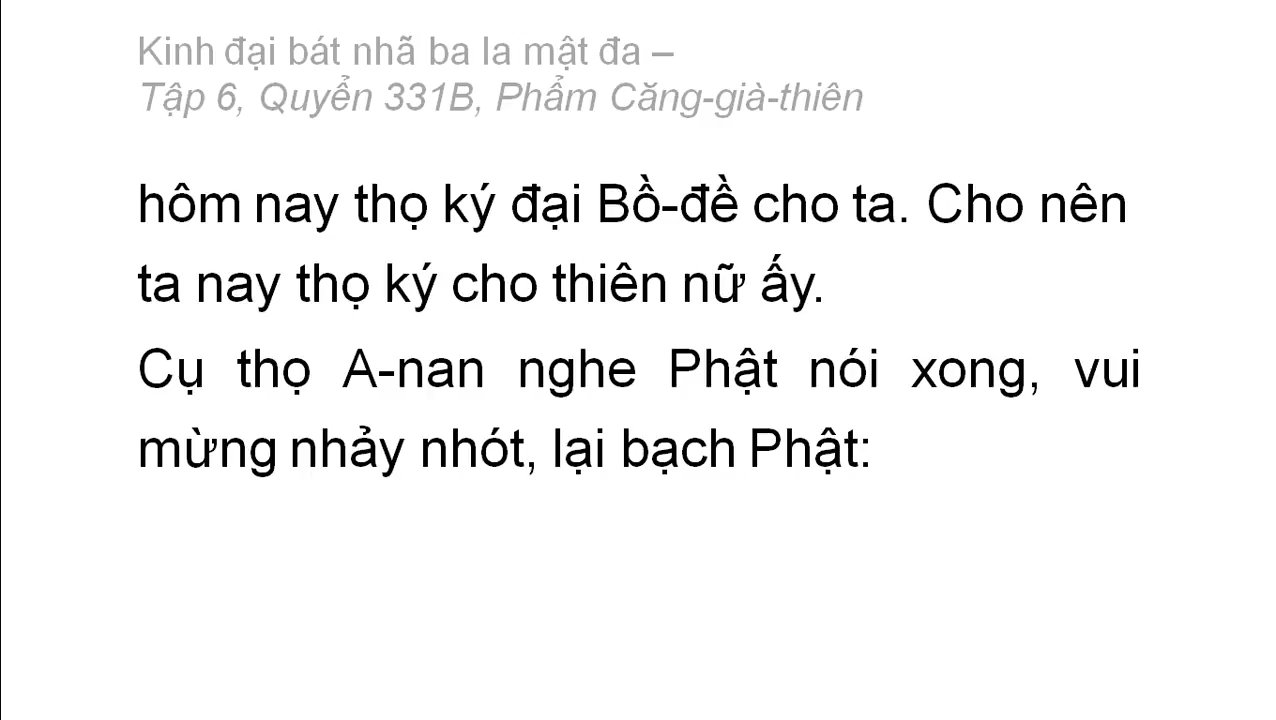 Kinh đại bát nhã ba la mật đa –
Tập 6, Quyển 331B, Phẩm Căng-già-thiên
hôm nay thọ ký đại Bồ-đề cho ta. Cho nên
ta nay thọ ký cho thiên nữ ấy.
Cụ thọ A-nan nghe Phật nói xong, vui
mừng nhảy nhót, lại bạch Phật: